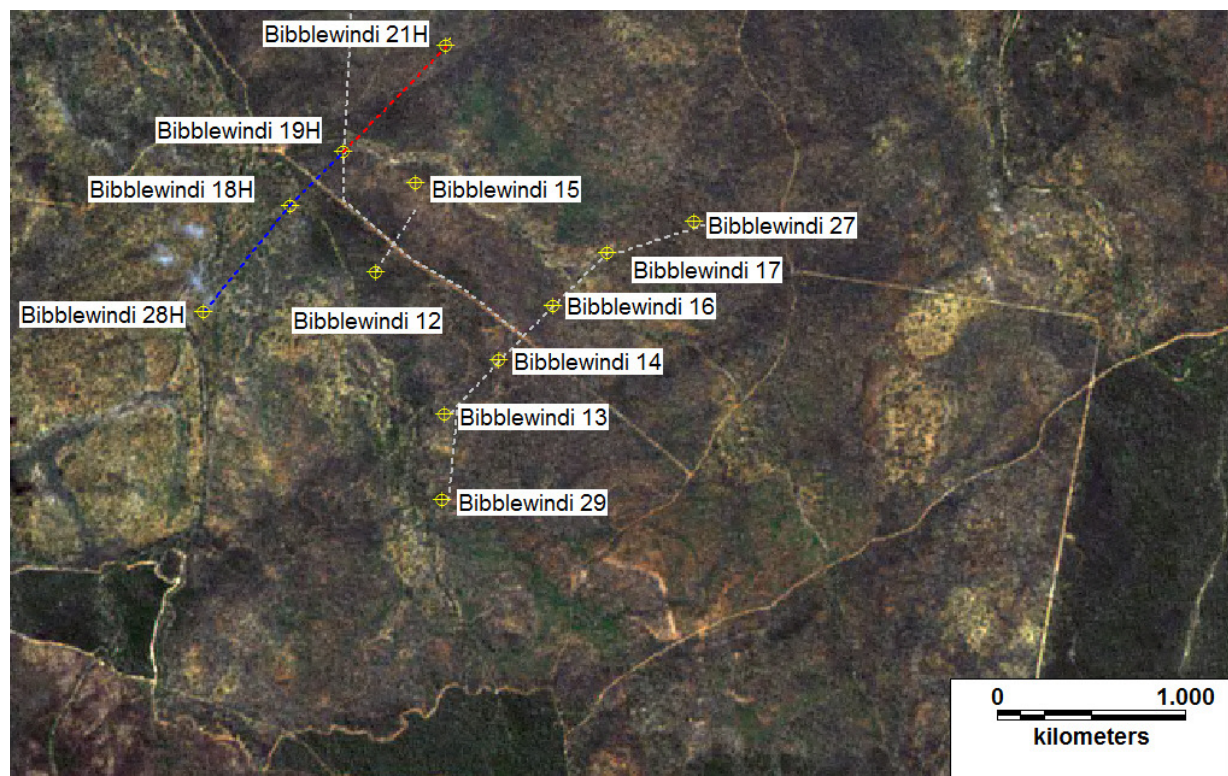 Bibblewindi 21H
Bibblewindi 19H
Bibblewindi 18H
Bibblewindi 15
Bibblewindi 27
Bibblewindi 17
Bibblewindi 28H
Bibblewindi 12
Bibblewindi 16
Bibblewindi 14
Bibblewindi 13
Bibblewindi 29
0 1.000
kilometers